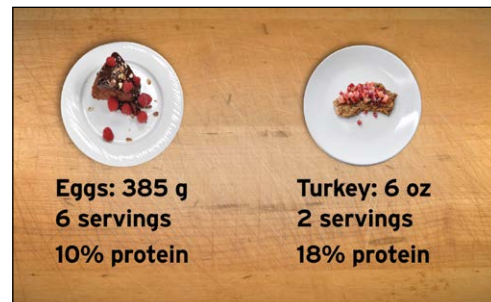 Eggs: 385 g
6 servings
10% protein
Turkey: 6 oz
2 servings
18% protein